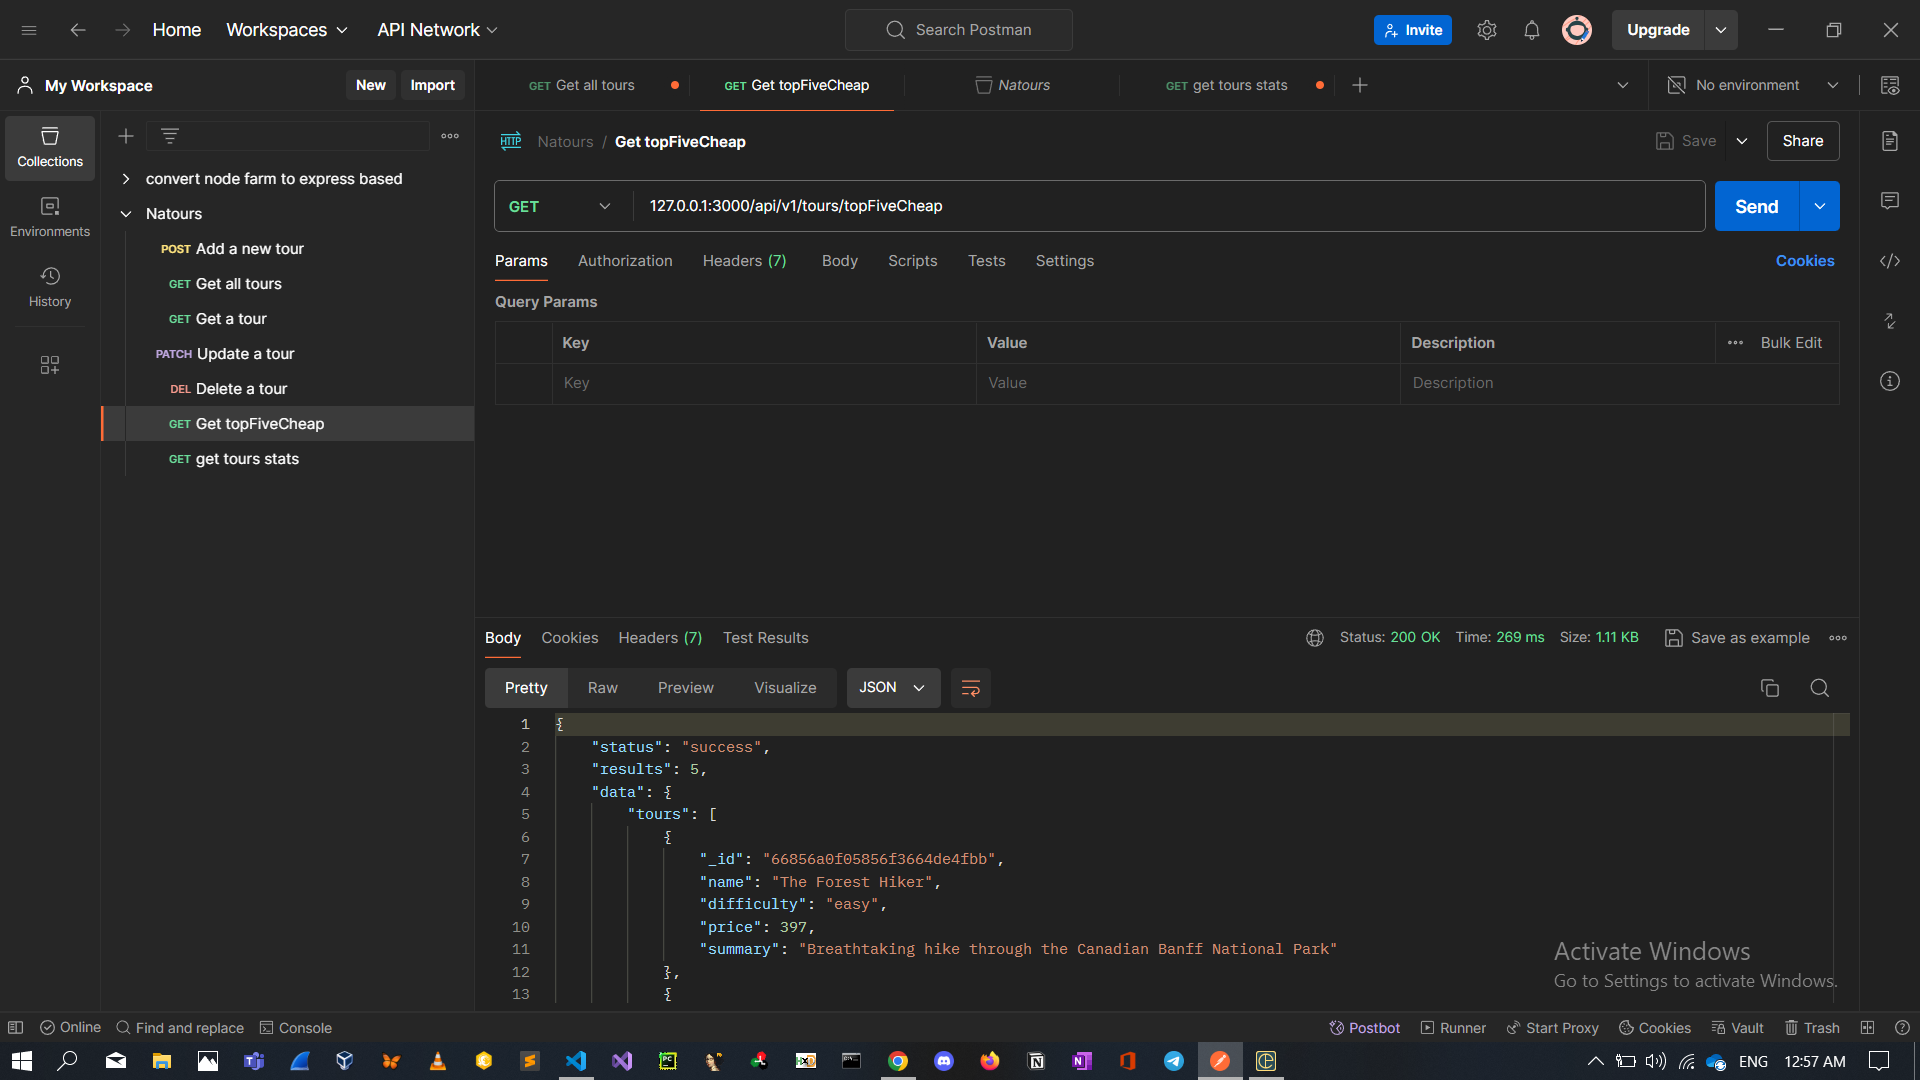 Home Workspaces API Network Search Postman Invite Upgrade
My Workspace New Import GET Get all tours GET Get topFiveCheap Natours GET get tours stats No environment
Collections
Environments
History
convert node farm to express based
Natours
POST Add a new tour
GET Get all tours
GET Get a tour
PATCH Update a tour
DEL Delete a tour
GET Get topFiveCheap
GET get tours stats
HTTP Natours / Get topFiveCheap Save Share
GET 127.0.0.1:3000/api/v1/tours/topFiveCheap Send
Params Authorization Headers (7) Body Scripts Tests Settings Cookies
Query Params
Key Value Description Bulk Edit
Key Value Description
Body Cookies Headers (7) Test Results Status: 200 OK Time: 269 ms Size: 1.11 KB Save as example
Pretty Raw Preview Visualize JSON
1 {
2 "status": "success",
3 "results": 5,
4 "data": {
5 "tours": [
6 {
7 "_id": "66856a0f05856f3664de4fbb",
8 "name": "The Forest Hiker",
9 "difficulty": "easy",
10 "price": 397,
11 "summary": "Breathtaking hike through the Canadian Banff National Park"
12 },
13 {
Activate Windows
Go to Settings to activate Windows.
Online Find and replace Console Postbot Runner Start Proxy Cookies Vault Trash
ENG 12:57 AM